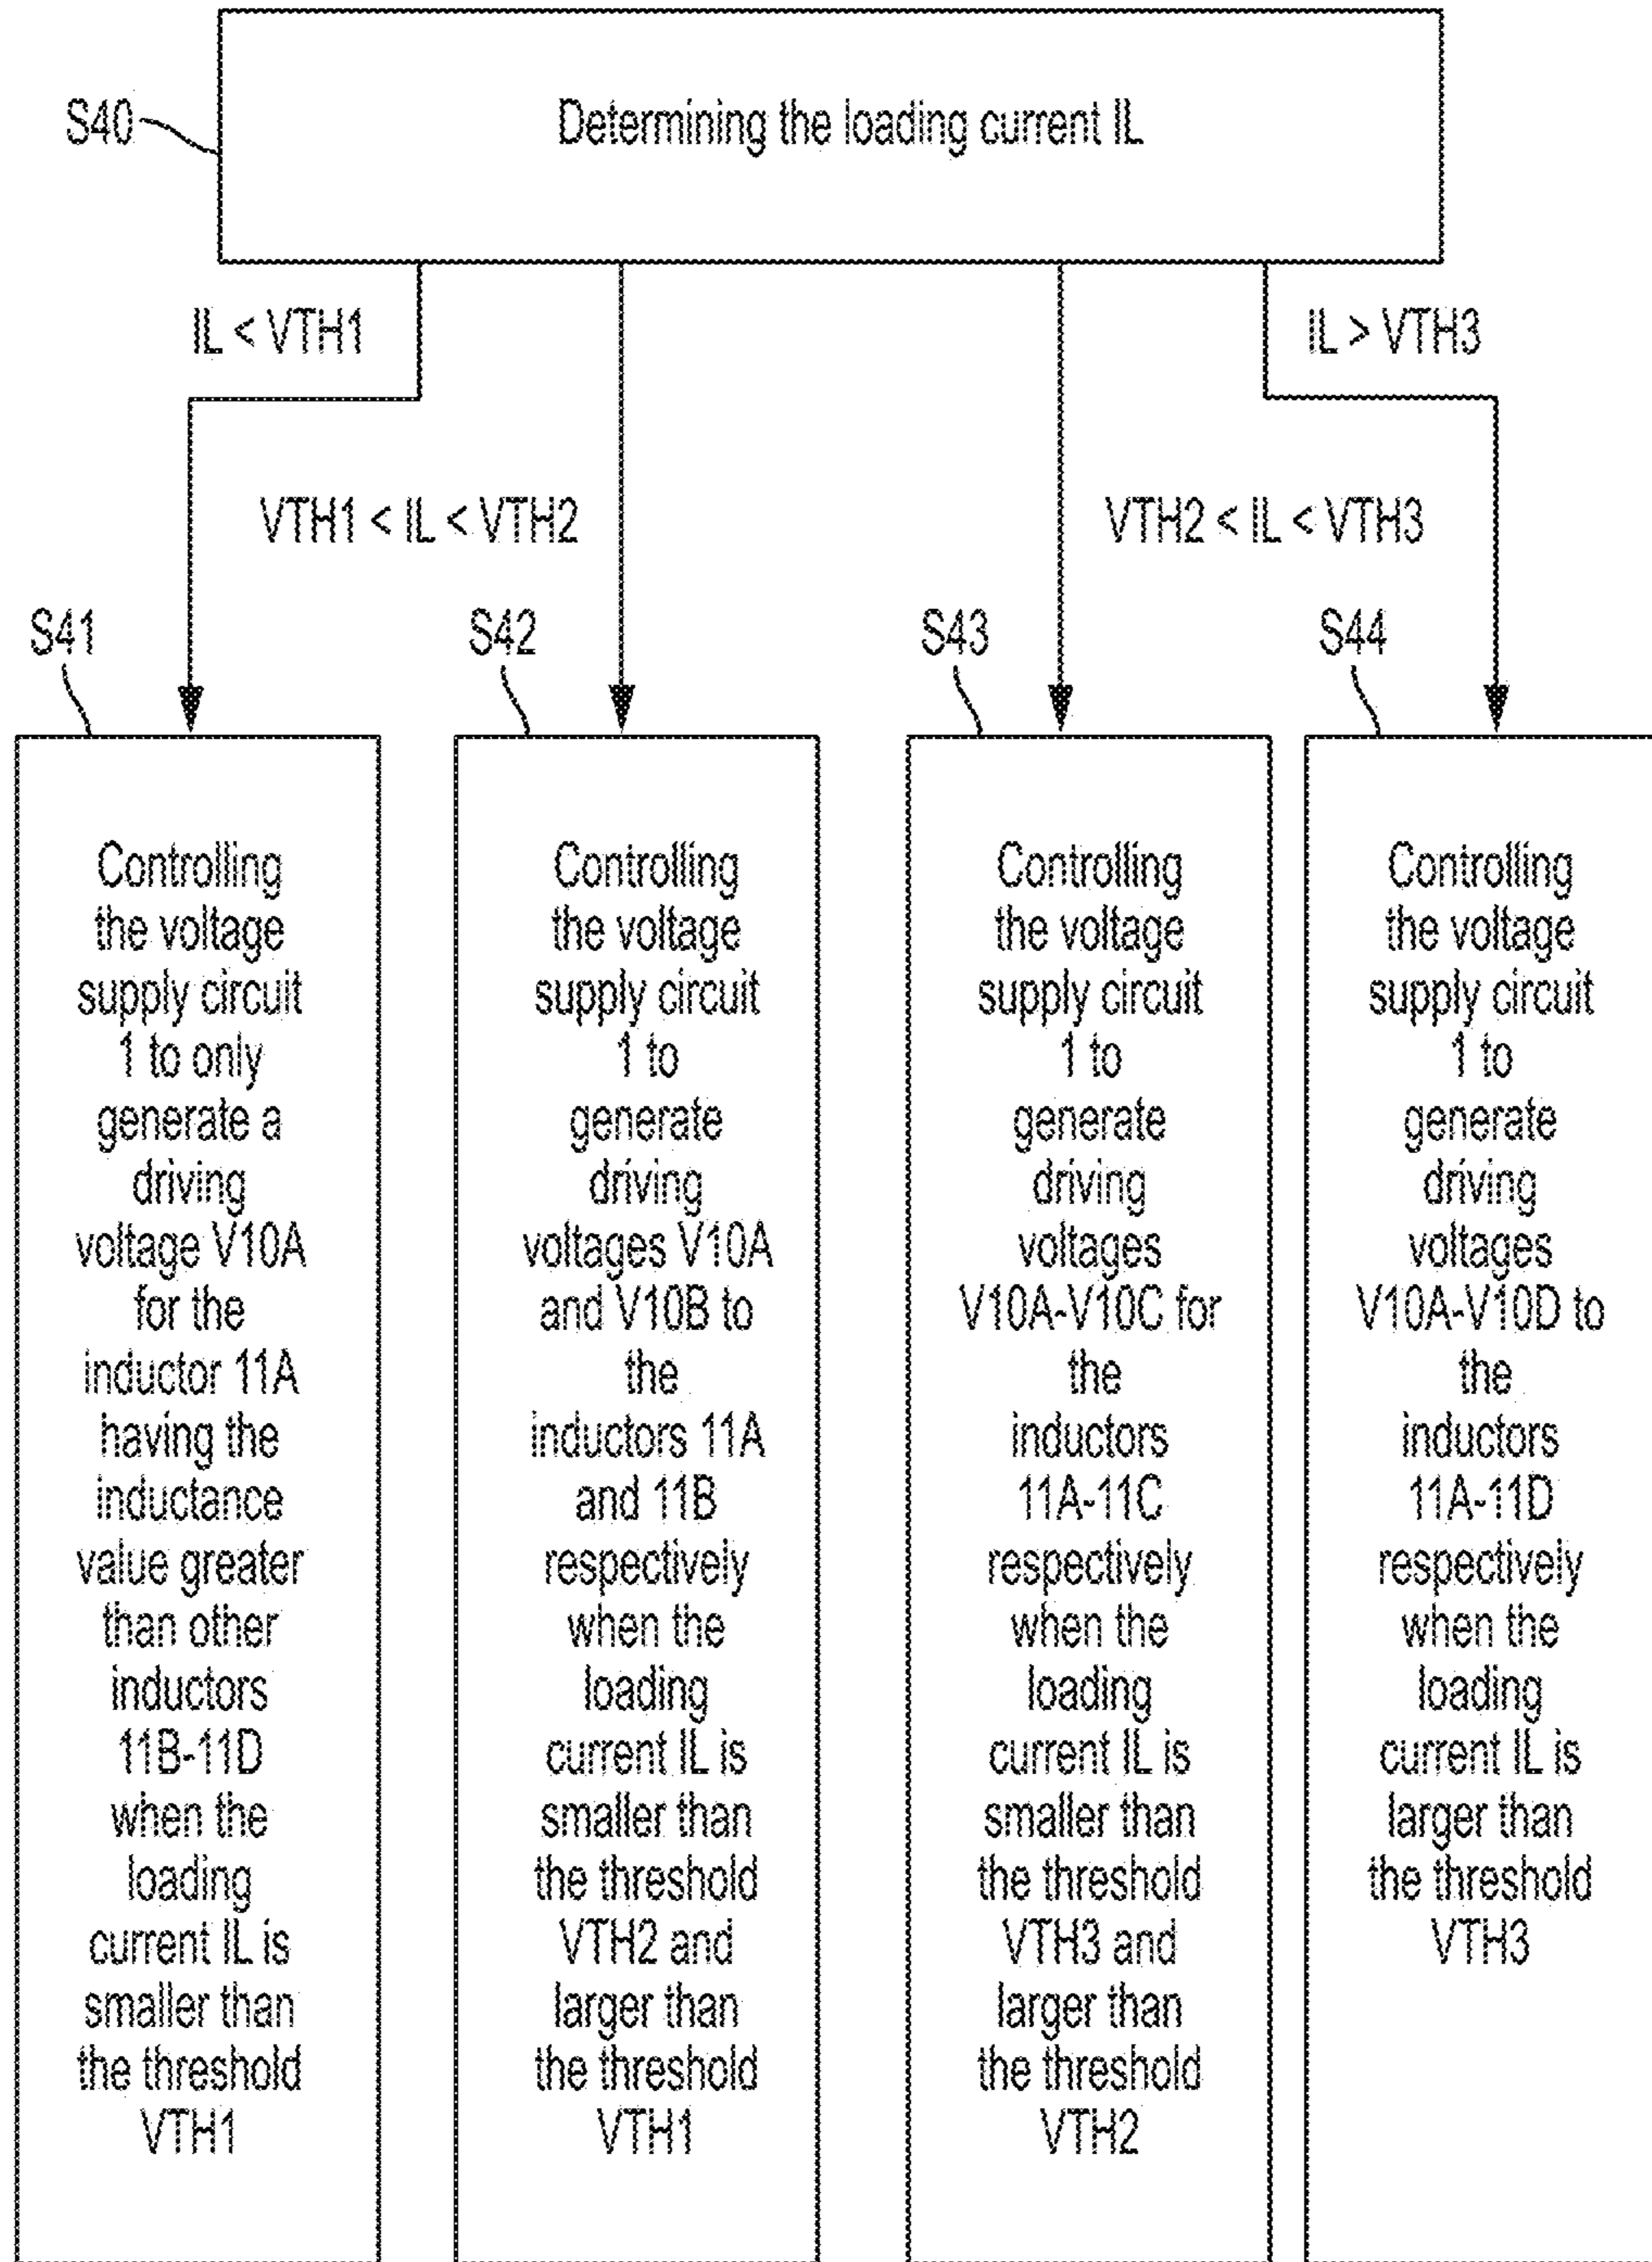 S40
Determining the loading current IL
IL < VTH1
IL > VTH3
VTH1 < IL < VTH2
VTH2 < IL < VTH3
S41
Controlling
the voltage
supply circuit
1 to only
generate a
driving
voltage V10A
for the
inductor 11A
having the
inductance
value greater
than other
inductors
11B-11D
when the
loading
current IL is
smaller than
the threshold
VTH1
S42
Controlling
the voltage
supply circuit
1 to
generate
driving
voltages V10A
and V10B to
the
inductors 11A
and 11B
respectively
when the
loading
current IL is
smaller than
the threshold
VTH2 and
larger than
the threshold
VTH1
S43
Controlling
the voltage
supply circuit
1 to
generate
driving
voltages
V10A-V10C for
the
inductors
11A-11C
respectively
when the
loading
current IL is
smaller than
the threshold
VTH3 and
larger than
the threshold
VTH2
S44
Controlling
the voltage
supply circuit
1 to
generate
driving
voltages
V10A-V10D to
the
inductors
11A-11D
respectively
when the
loading
current IL is
larger than
the threshold
VTH3